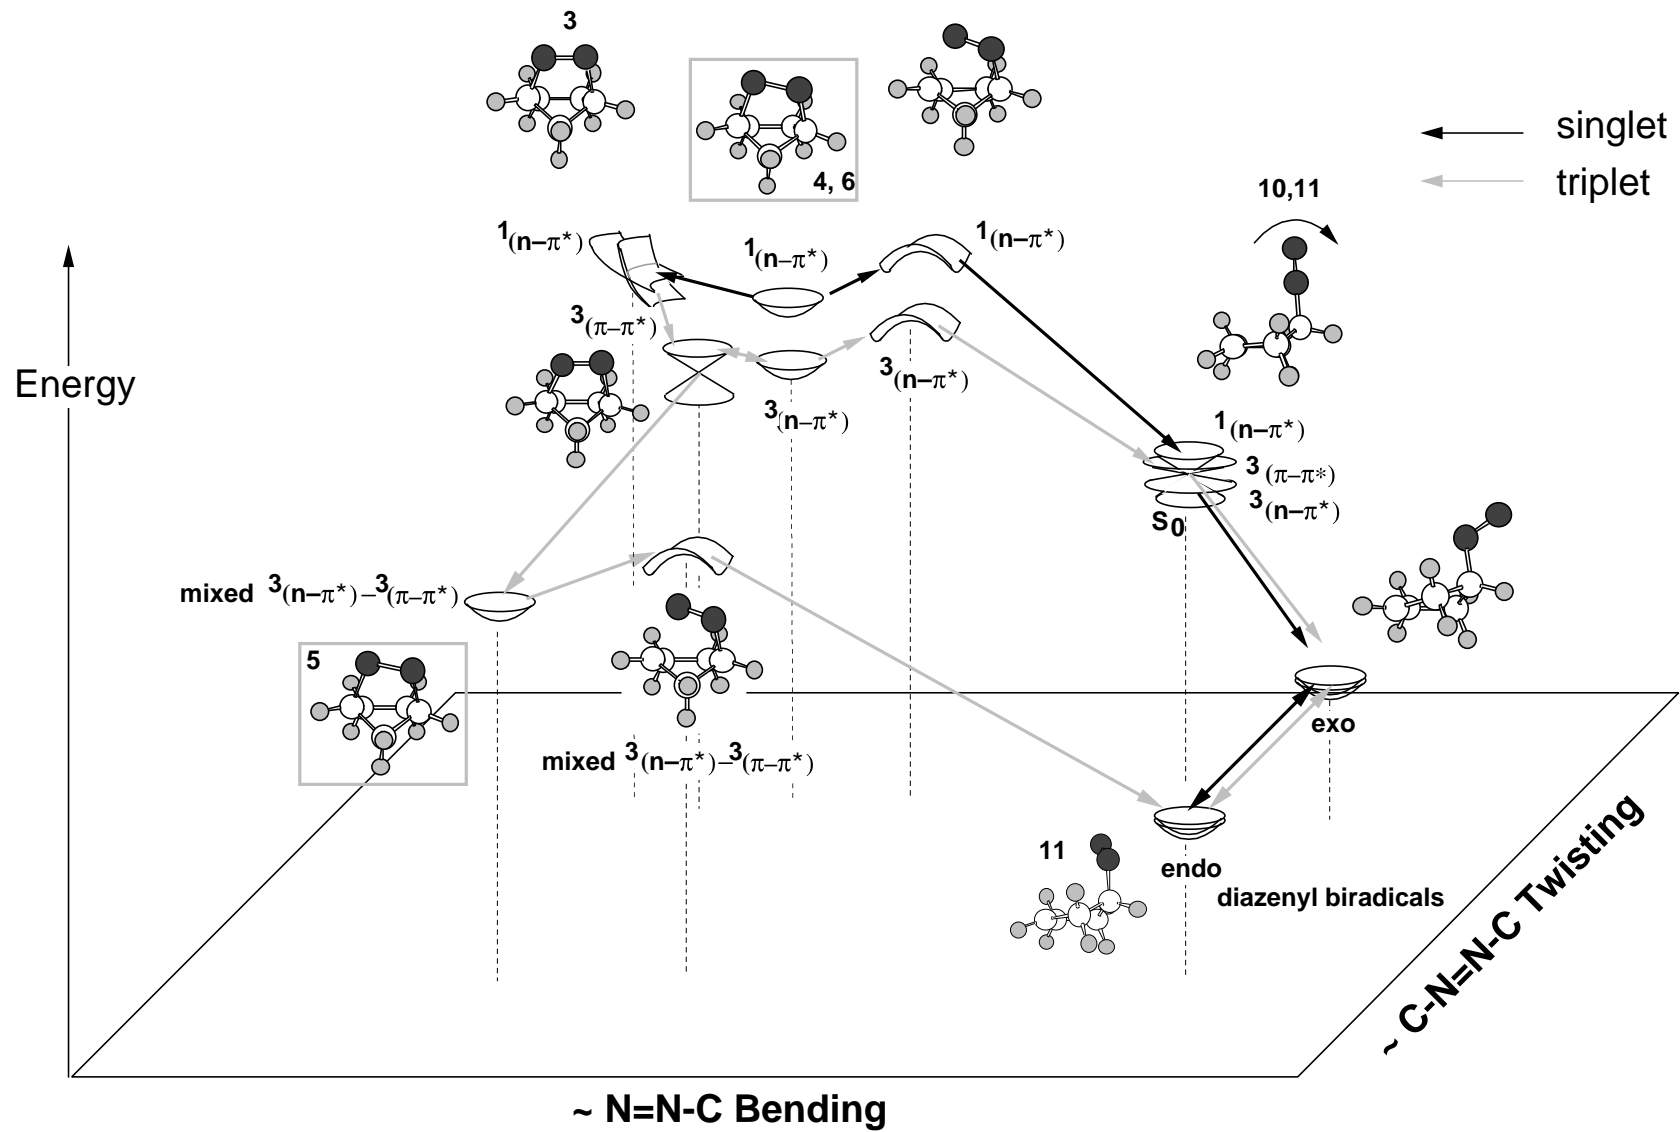 3
4, 6
singlet
triplet
10,11
1(n–π*)
1(n–π*)
1(n–π*)
3(π–π*)
Energy
3(n–π*)
3(n–π*)
1(n–π*)
3(π–π*)
3(n–π*)
S0
mixed 3(n–π*)–3(π–π*)
5
exo
mixed 3(n–π*)–3(π–π*)
11
endo
diazenyl biradicals
~ C-N=N-C Twisting
~ N=N-C Bending